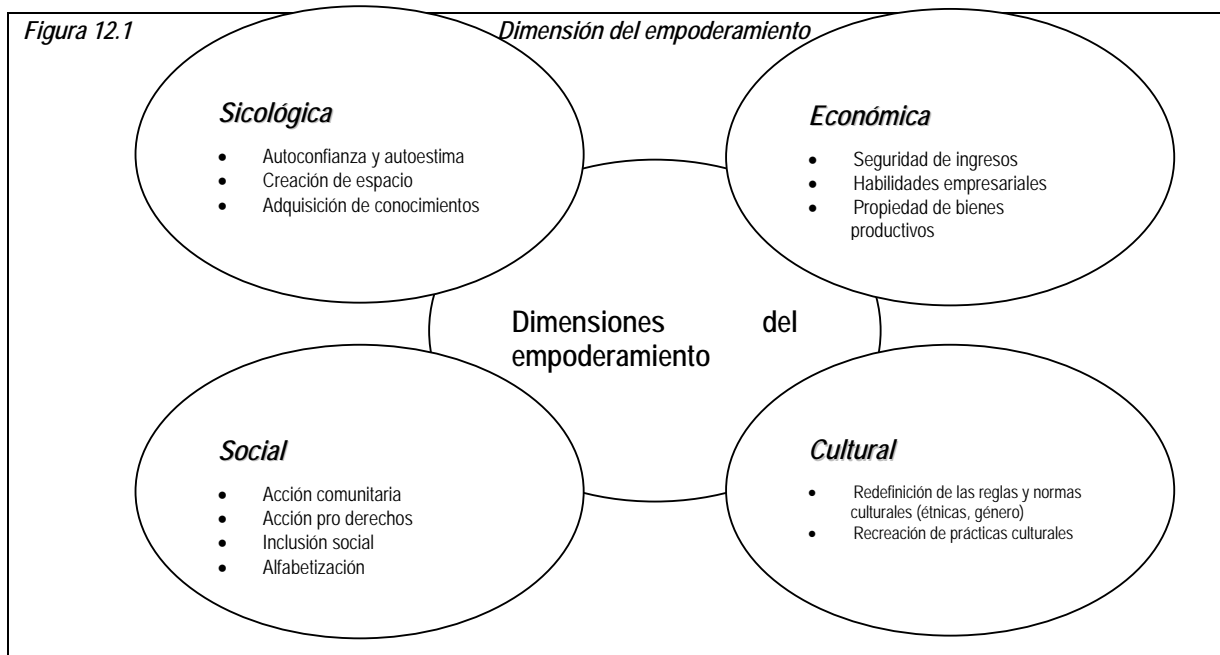 Figura 12.1 Dimensión del empoderamiento
Sicológica
• Autoconfianza y autoestima
• Creación de espacio
• Adquisición de conocimientos
Económica
• Seguridad de ingresos
• Habilidades empresariales
• Propiedad de bienes
productivos
Dimensiones del
empoderamiento
Social
• Acción comunitaria
• Acción pro derechos
• Inclusión social
• Alfabetización
Cultural
• Redefinición de las reglas y normas
culturales (étnicas, género)
• Recreación de prácticas culturales